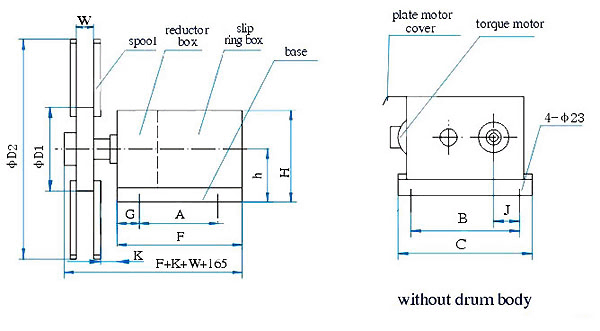 W
spool
reductor
box
slip
ring box
base
ΦD2
ΦD1
h
H
G
A
F
K
F+K+W+165
plate motor
cover
torque motor
4-Φ23
J
B
C
without drum body